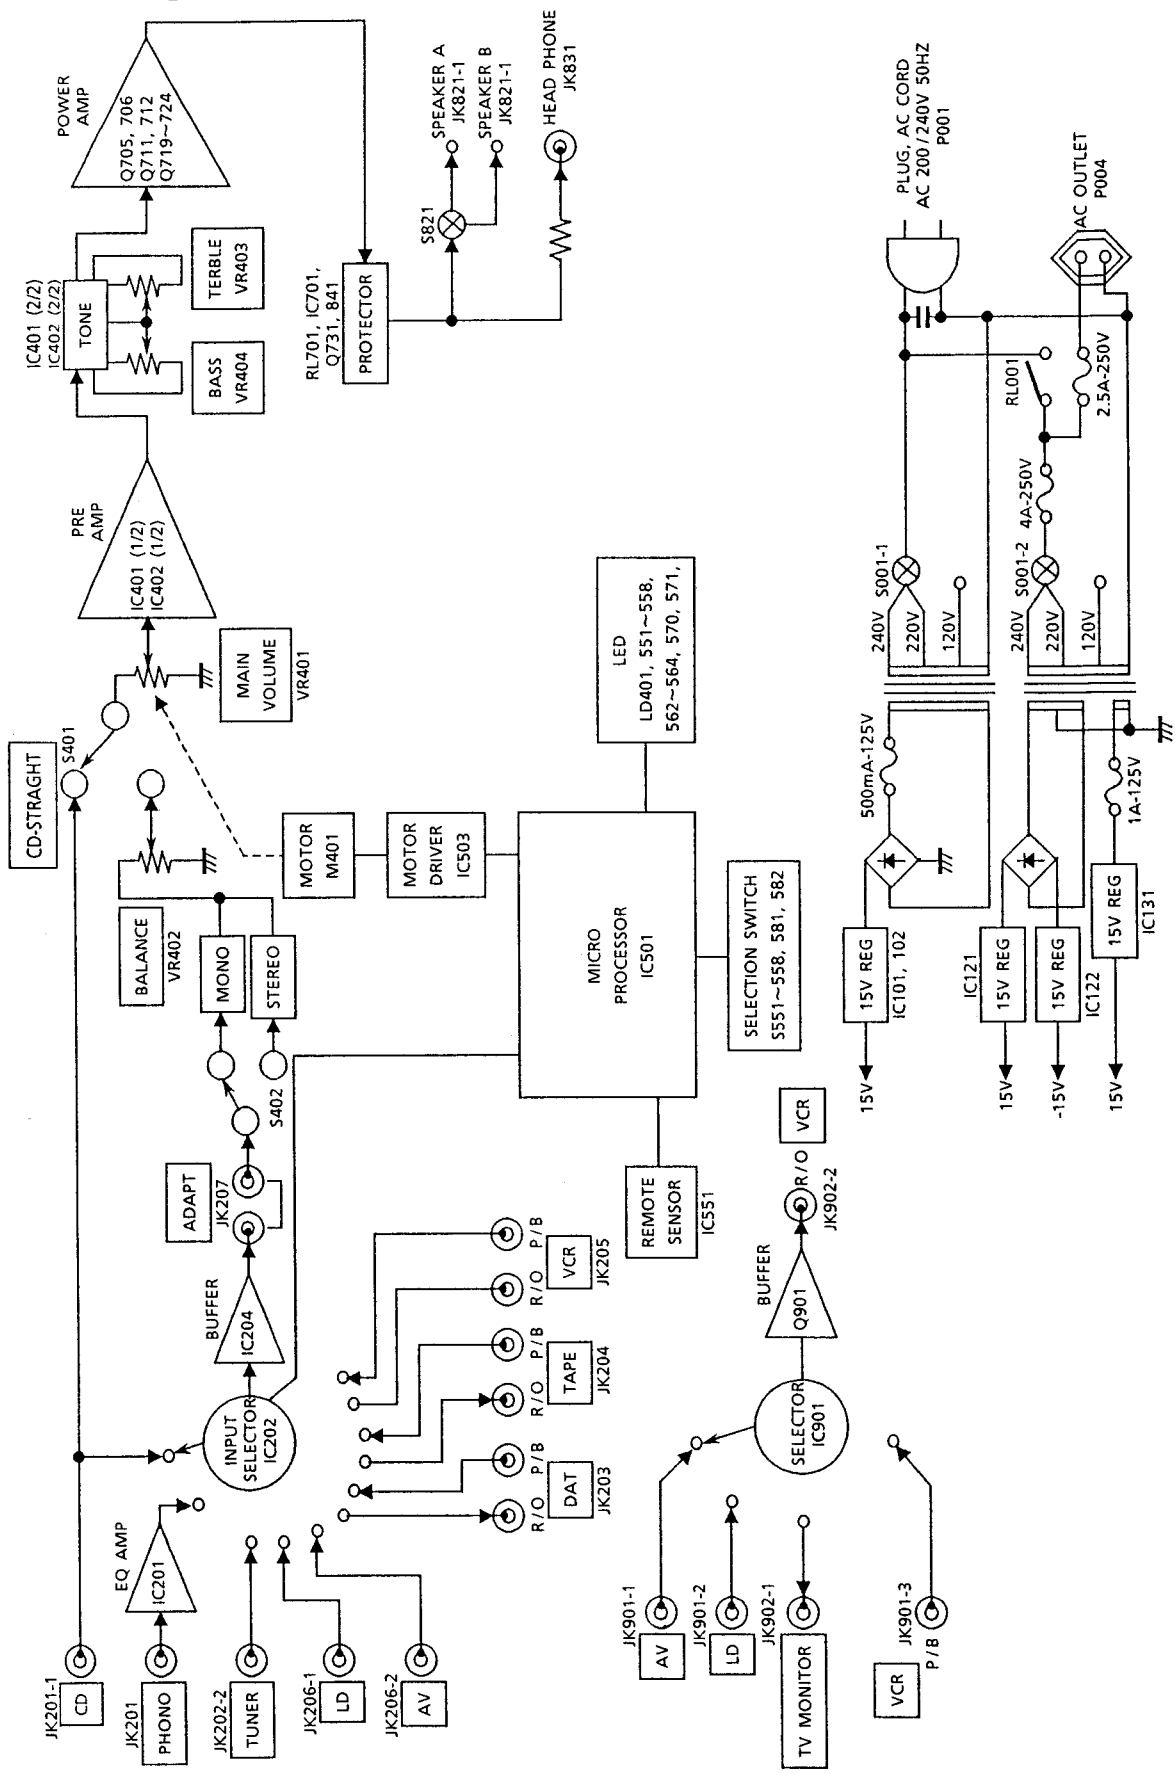 JK201-1
CD
JK201
PHONO
JK202-2
TUNER
JK206-1
LD
JK206-2
AV
EQ AMP
IC201
INPUT
SELECTOR
IC202
BUFFER
IC204
ADAPT
JK207
S402
MONO
STEREO
BALANCE
VR402
CD-STRAGHT
S401
MAIN
VOLUME
VR401
PRE
AMP
IC401 (1/2)
IC402 (1/2)
IC401 (2/2)
IC402 (2/2)
TONE
BASS
VR404
TERBLE
VR403
POWER
AMP
Q705, 706
Q711, 712
Q719~724
RL701, IC701,
Q731, 841
PROTECTOR
S821
SPEAKER A
JK821-1
SPEAKER B
JK821-1
HEAD PHONE
JK831
R/O
P/B
DAT
JK203
R/O
P/B
TAPE
JK204
R/O
P/B
VCR
JK205
MOTOR
M401
MOTOR
DRIVER
IC503
MICRO
PROCESSOR
IC501
REMOTE
SENSOR
IC551
LED
LD401, 551~558,
562~564, 570, 571,
SELECTION SWITCH
S551~558, 581, 582
JK901-1
AV
JK901-2
LD
JK902-1
TV MONITOR
JK901-3
P/B
VCR
SELECTOR
IC901
BUFFER
Q901
R/O
JK902-2
VCR
15V
15V REG
IC101, 102
500mA-125V
240V
220V
120V
S001-1
PLUG, AC CORD
AC 200/240V 50HZ
P001
15V
IC121
15V REG
-15V
15V REG
IC122
15V
15V REG
IC131
1A-125V
240V
220V
120V
S001-2
4A-250V
RL001
2.5A-250V
AC OUTLET
P004